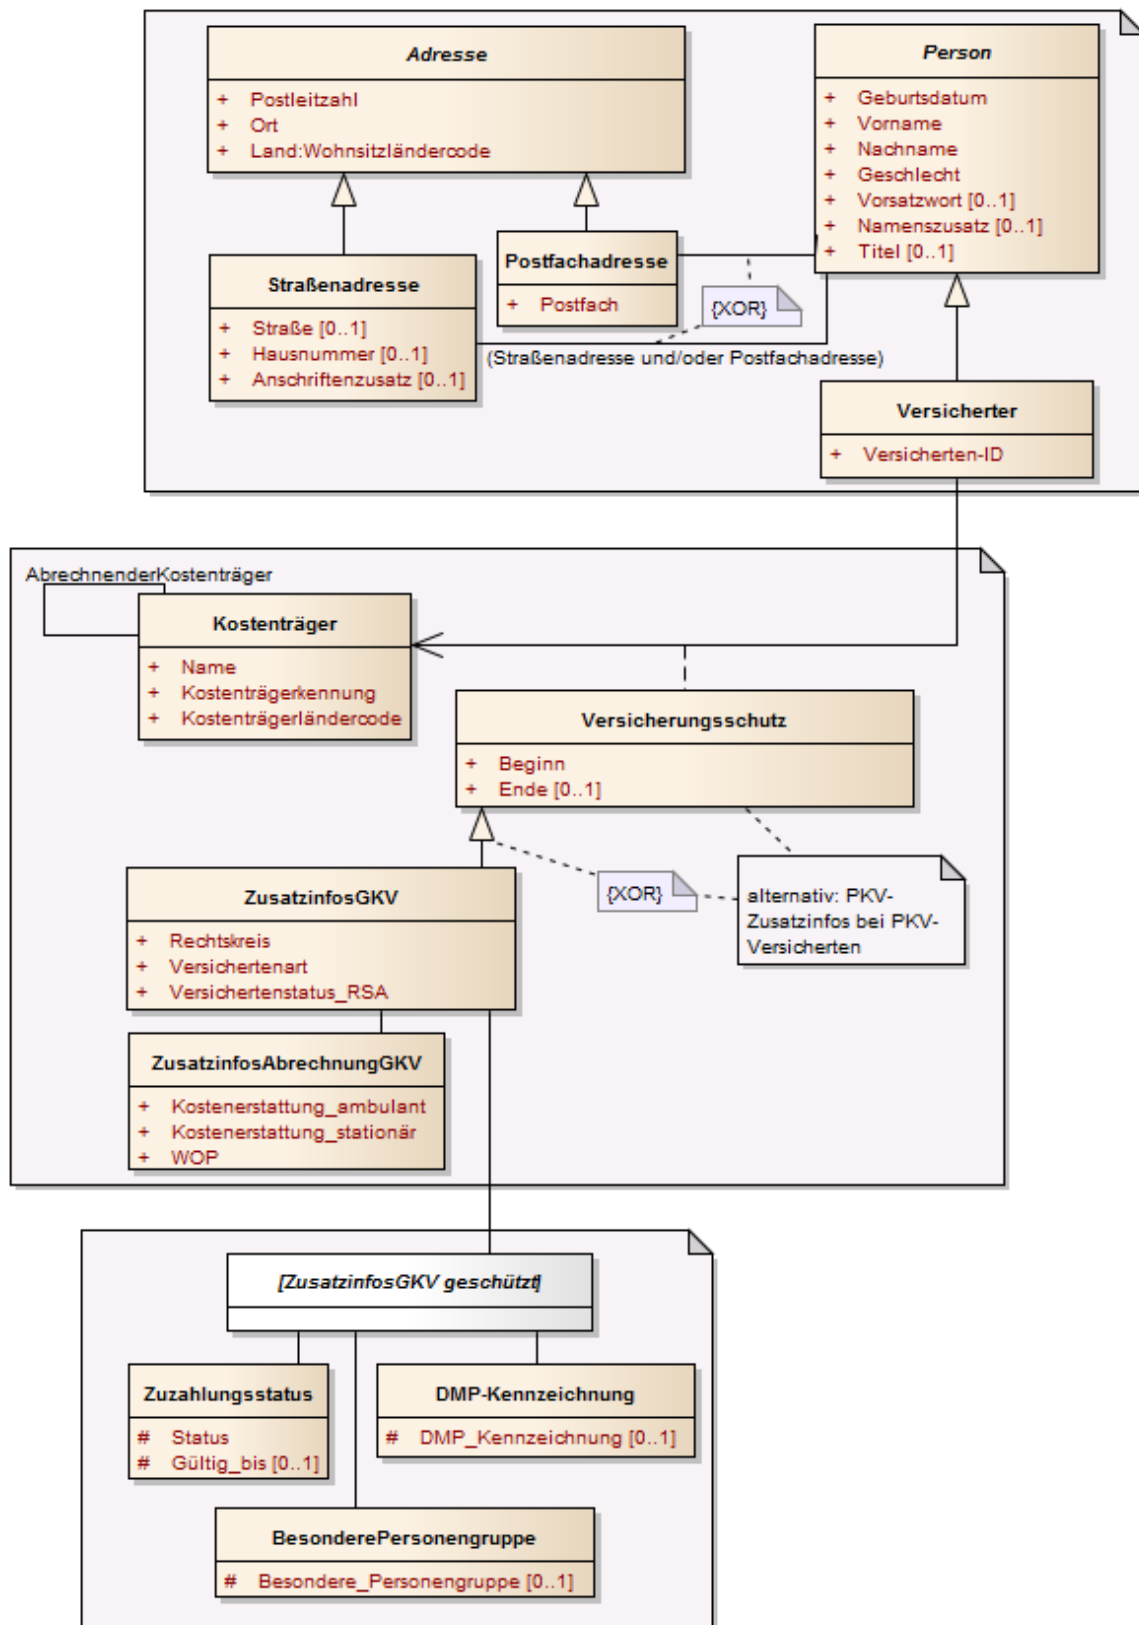 Adresse
+ Postleitzahl
+ Ort
+ Land:Wohnsitzländercode
Person
+ Geburtsdatum
+ Vorname
+ Nachname
+ Geschlecht
+ Vorsatzwort [0..1]
+ Namenszusatz [0..1]
+ Titel [0..1]
Straßenadresse
+ Straße [0..1]
+ Hausnummer [0..1]
+ Anschriftenzusatz [0..1]
Postfachadresse
+ Postfach
{XOR}
(Straßenadresse und/oder Postfachadresse)
Versicherter
+ Versicherten-ID
AbrechnenderKostenträger
Kostenträger
+ Name
+ Kostenträgerkennung
+ Kostenträgerländercode
Versicherungsschutz
+ Beginn
+ Ende [0..1]
{XOR}
alternativ: PKV-
Zusatzinfos bei PKV-
Versicherten
ZusatzinfosGKV
+ Rechtskreis
+ Versichertenart
+ Versichertenstatus_RSA
ZusatzinfosAbrechnungGKV
+ Kostenerstattung_ambulant
+ Kostenerstattung_stationär
+ WOP
[ZusatzinfosGKV geschützt]
Zuzahlungsstatus
# Status
# Gültig_bis [0..1]
DMP-Kennzeichnung
# DMP_Kennzeichnung [0..1]
BesonderePersonengruppe
# Besondere_Personengruppe [0..1]